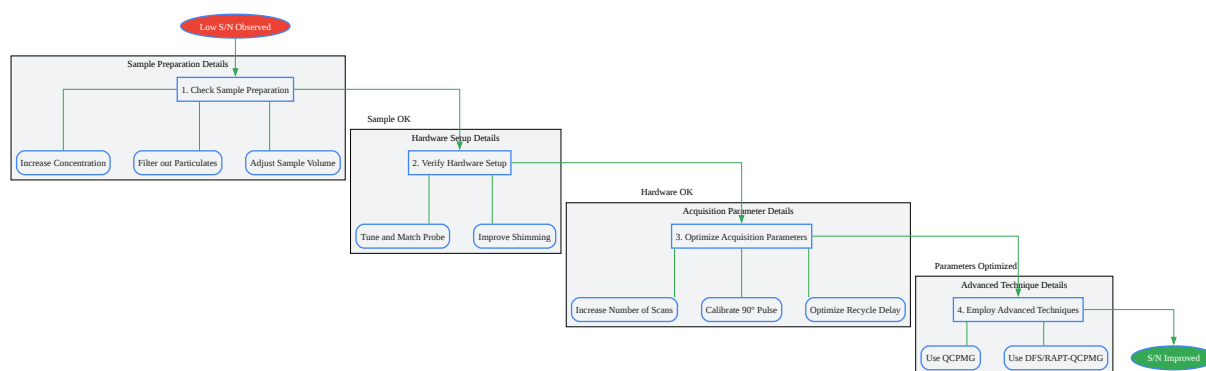 Low S/N Observed
Sample Preparation Details
1. Check Sample Preparation
Increase Concentration
Filter out Particulates
Adjust Sample Volume
Sample OK
Hardware Setup Details
2. Verify Hardware Setup
Tune and Match Probe
Improve Shimming
Hardware OK
Acquisition Parameter Details
3. Optimize Acquisition Parameters
Increase Number of Scans
Calibrate 90° Pulse
Optimize Recycle Delay
Parameters Optimized
Advanced Technique Details
4. Employ Advanced Techniques
Use QCPMG
Use DFS/RAPT-QCPMG
S/N Improved